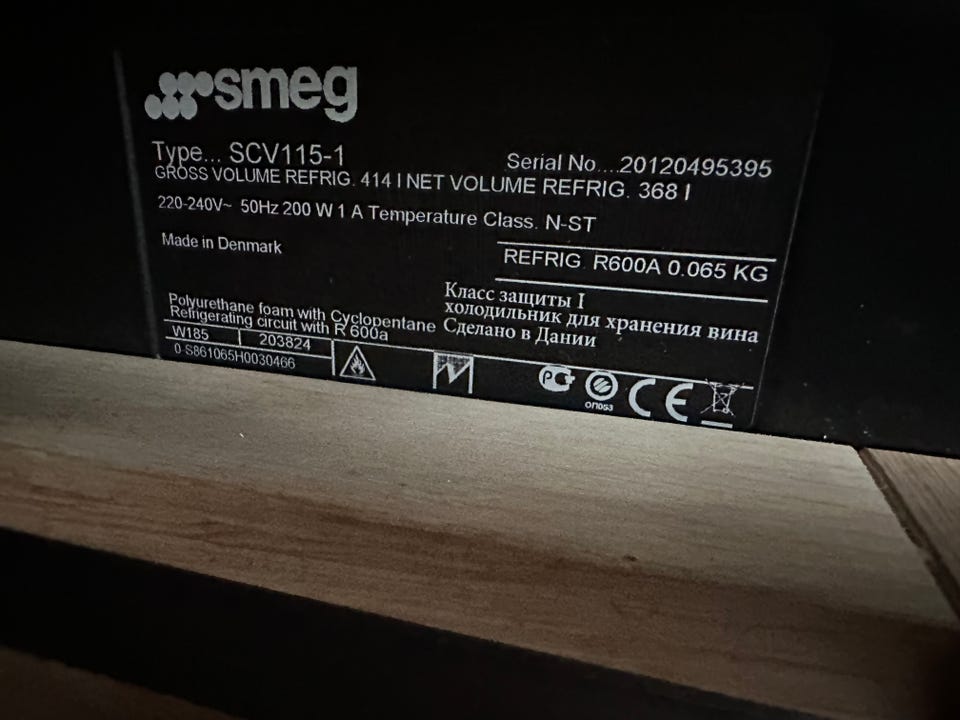 smeg
Type... SCV115-1
Serial No....20120495395
GROSS VOLUME REFRIG. 414 l NET VOLUME REFRIG. 368 l
220-240V~ 50Hz 200 W 1 A Temperature Class. N-ST
Made in Denmark
REFRIG. R600A 0.065 KG
Класс защиты I
холодильник для хранения вина
Сделано в Дании
Polyurethane foam with Cyclopentane
Refrigerating circuit with R 600a
W185 203824
0-S861065H0030466
РСТ
ОП053
CE